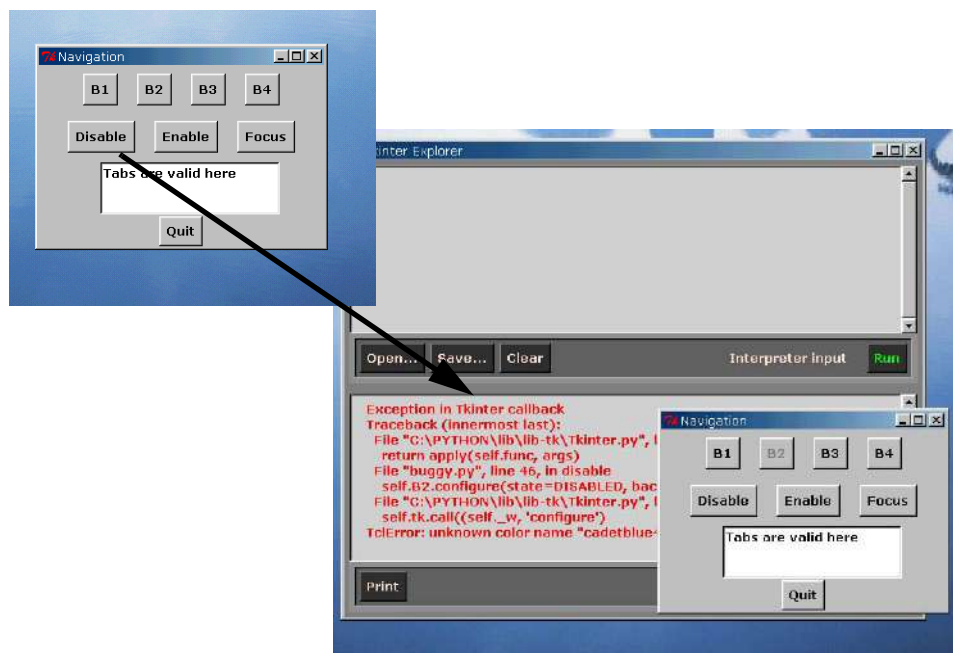 Navigation
B1 B2 B3 B4
Disable Enable Focus
Tabs are valid here
Quit
inter Explorer
Open... Save... Clear Interpreter input Run
Exception in Tkinter callback
Traceback (innermost last):
File "C:\PYTHON\lib\lib-tk\Tkinter.py", l
return apply(self.func, args)
File "buggy.py", line 46, in disable
self.B2.configure(state=DISABLED, bac
File "C:\PYTHON\lib\lib-tk\Tkinter.py", l
self.tk.call((self._w, 'configure')
TclError: unknown color name "cadetblue
Print
Navigation
B1 B2 B3 B4
Disable Enable Focus
Tabs are valid here
Quit